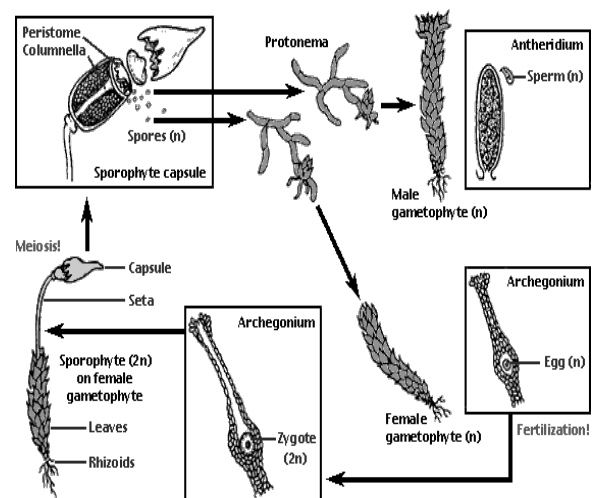 Peristome
Columnella
Spores (n)
Sporophyte capsule
Protonema
Male
gametophyte (n)
Antheridium
Sperm (n)
Meiosis!
Capsule
Seta
Sporophyte (2n)
on female
gametophyte
Leaves
Rhizoids
Archegonium
Zygote
(2n)
Female
gametophyte (n)
Archegonium
Egg (n)
Fertilization!